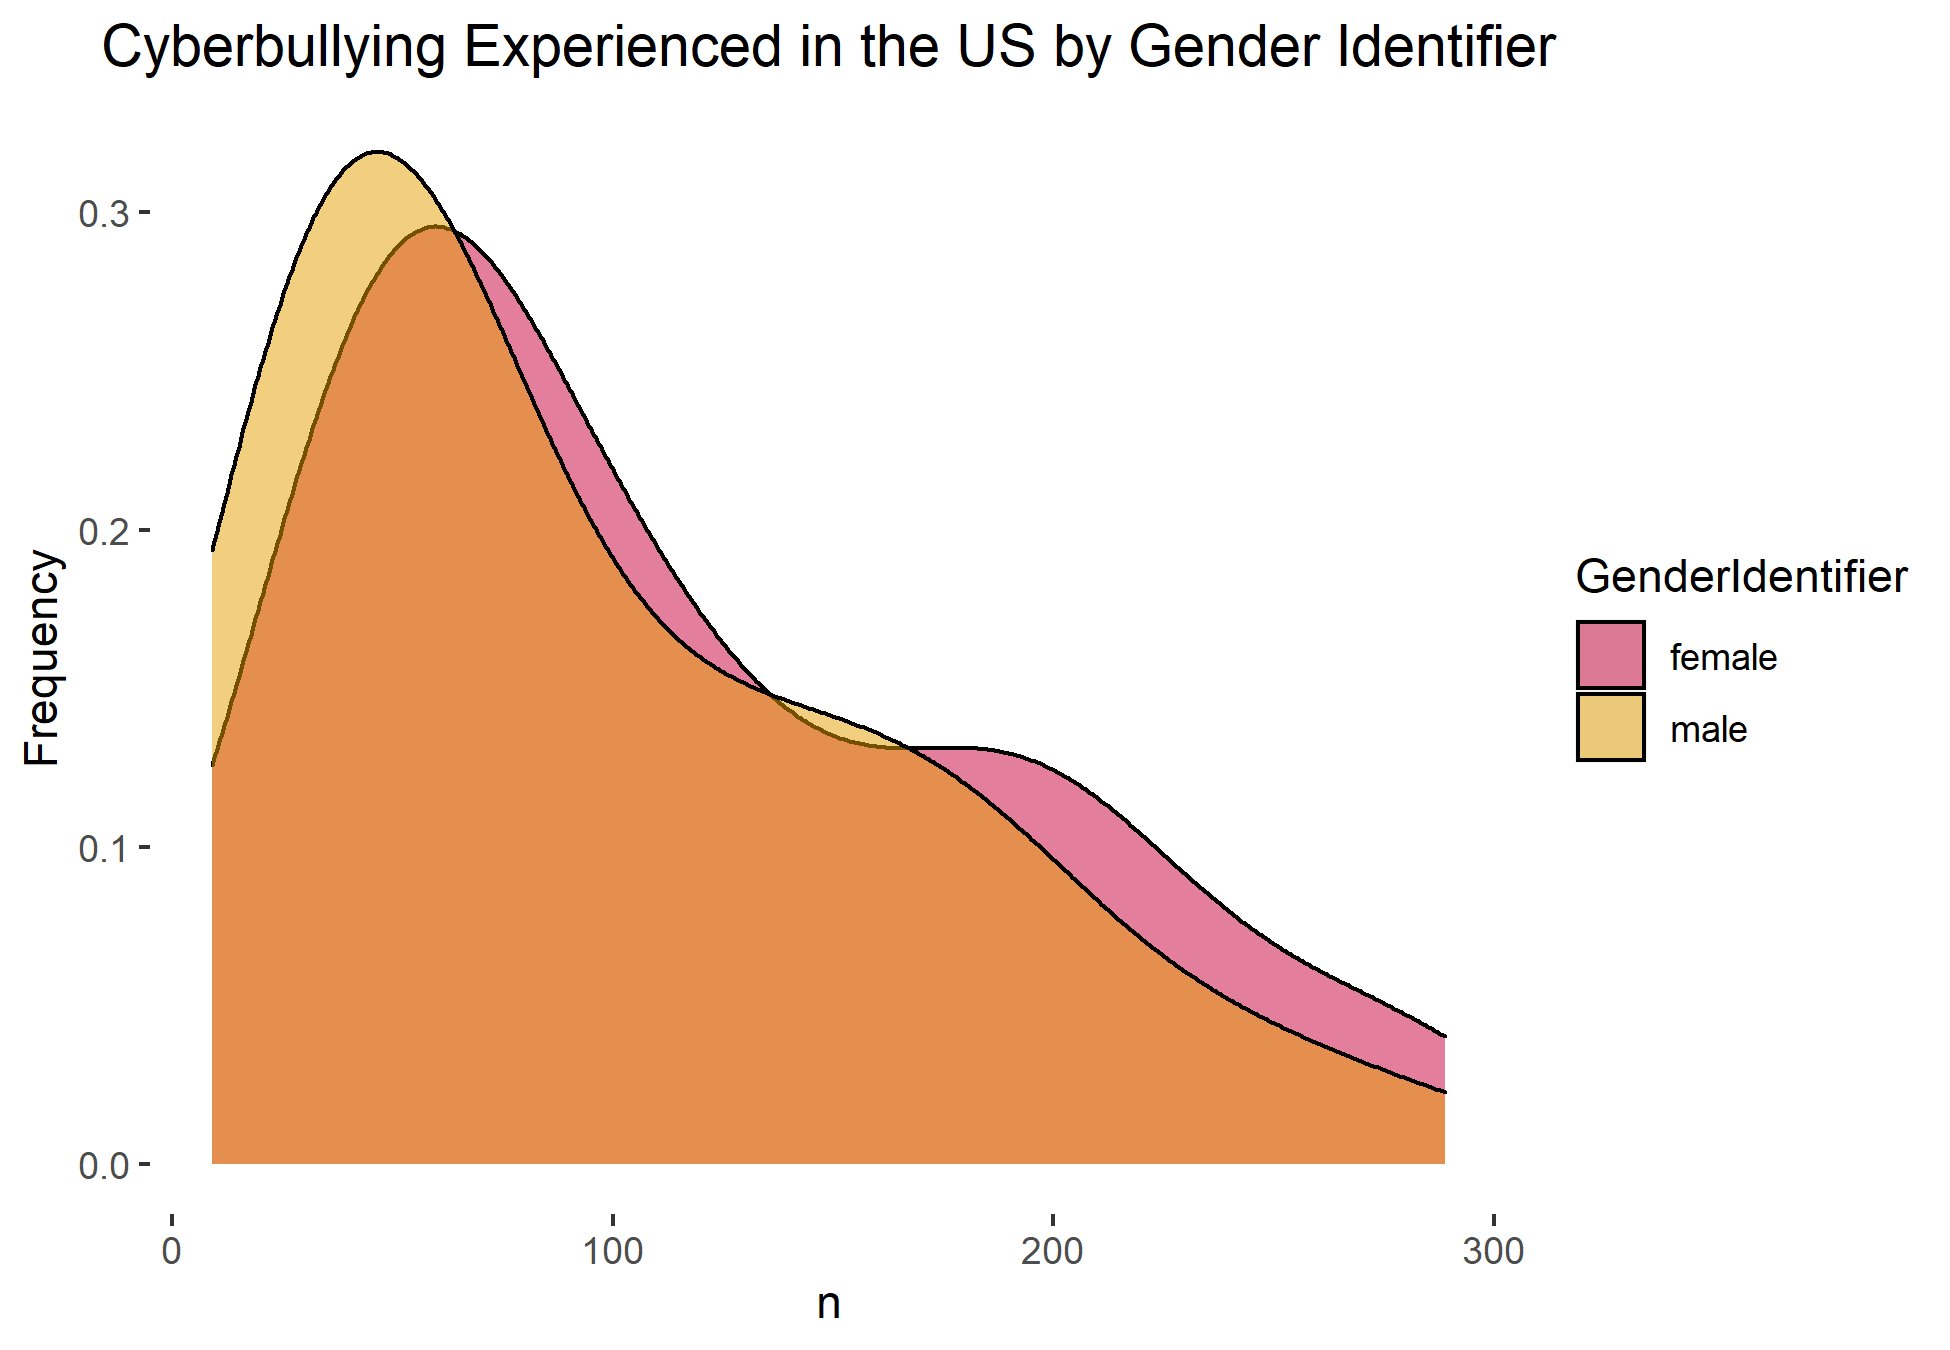 Cyberbullying Experienced in the US by Gender Identifier
Frequency
0.3
0.2
0.1
0.0
0
100
200
300
n
GenderIdentifier
female
male